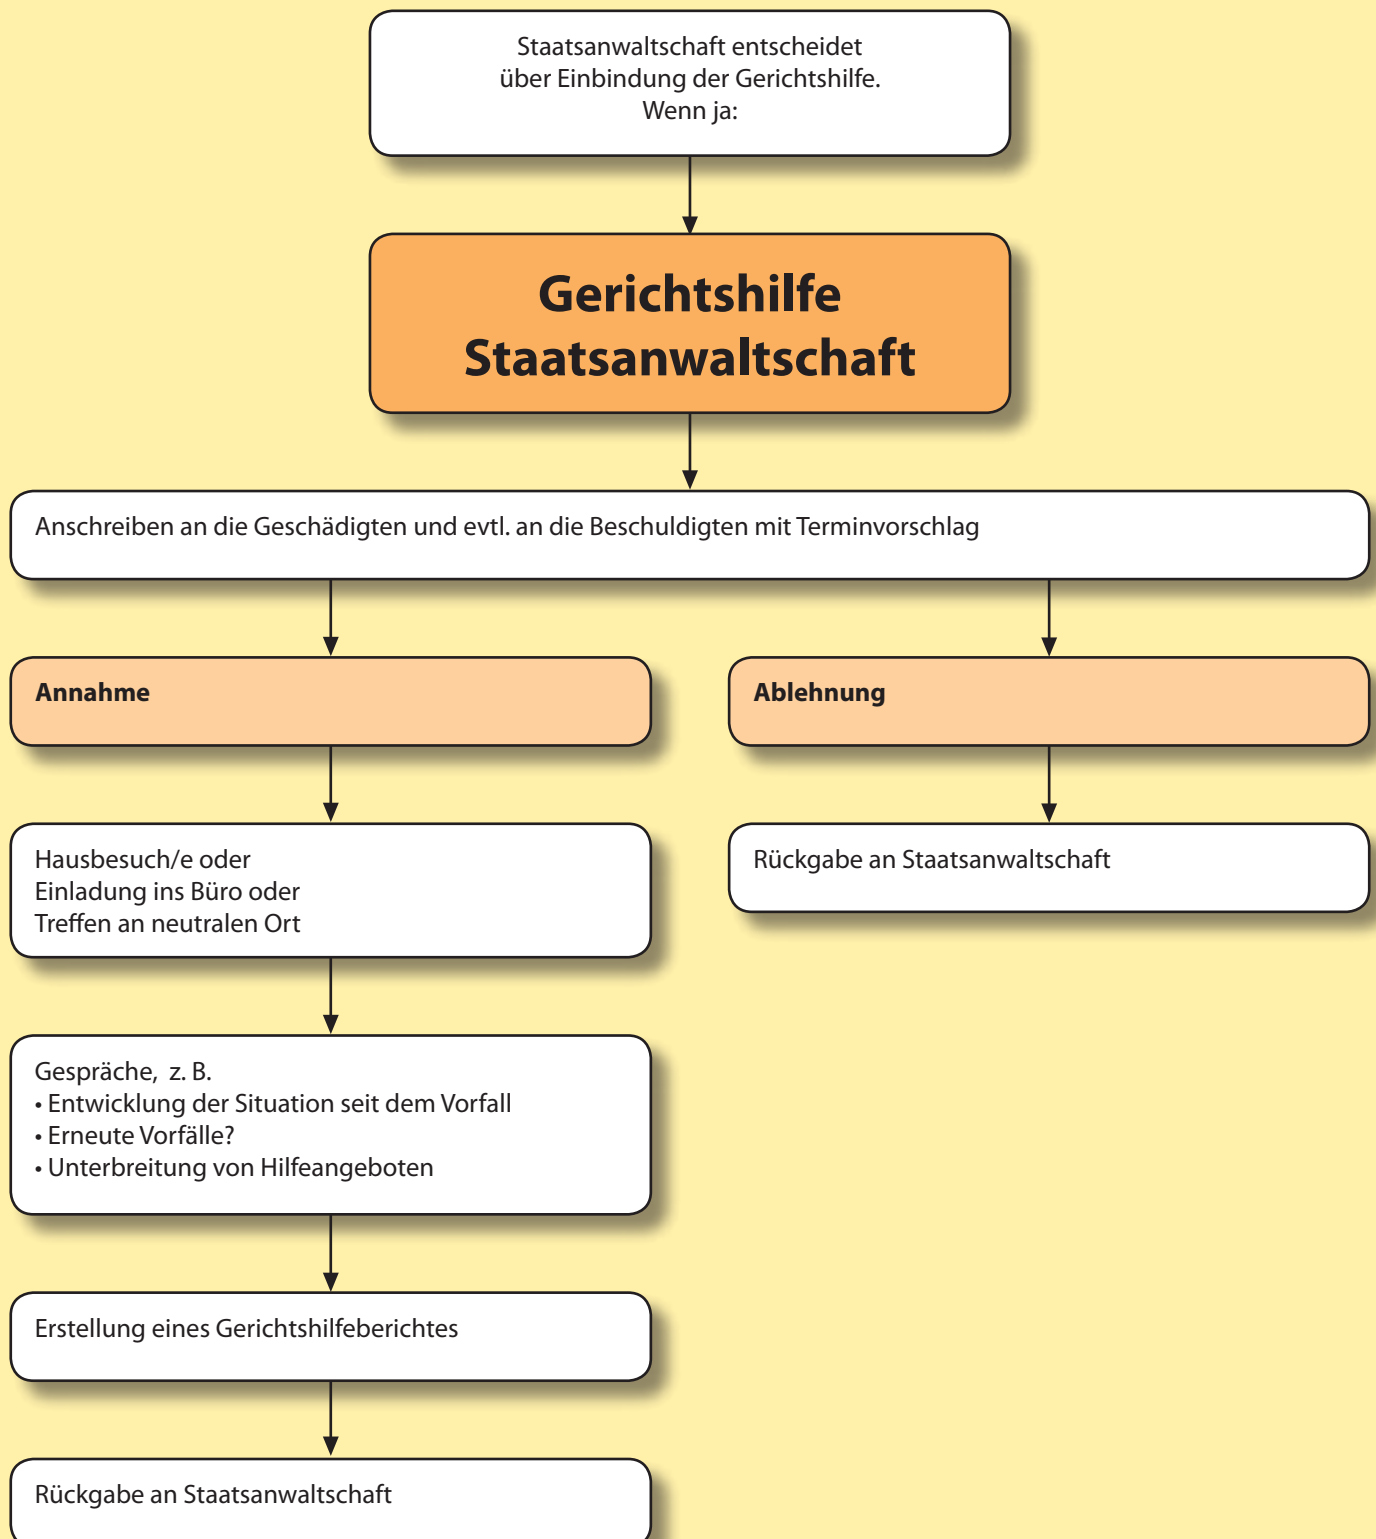 Staatsanwaltschaft entscheidet
über Einbindung der Gerichtshilfe.
Wenn ja:
Gerichtshilfe
Staatsanwaltschaft
Anschreiben an die Geschädigten und evtl. an die Beschuldigten mit Terminvorschlag
Annahme
Hausbesuch/e oder
Einladung ins Büro oder
Treffen an neutralen Ort
Gespräche,  z. B.
• Entwicklung der Situation seit dem Vorfall
• Erneute Vorfälle?
• Unterbreitung von Hilfeangeboten
Erstellung eines Gerichtshilfeberichtes
Rückgabe an Staatsanwaltschaft
Ablehnung
Rückgabe an Staatsanwaltschaft